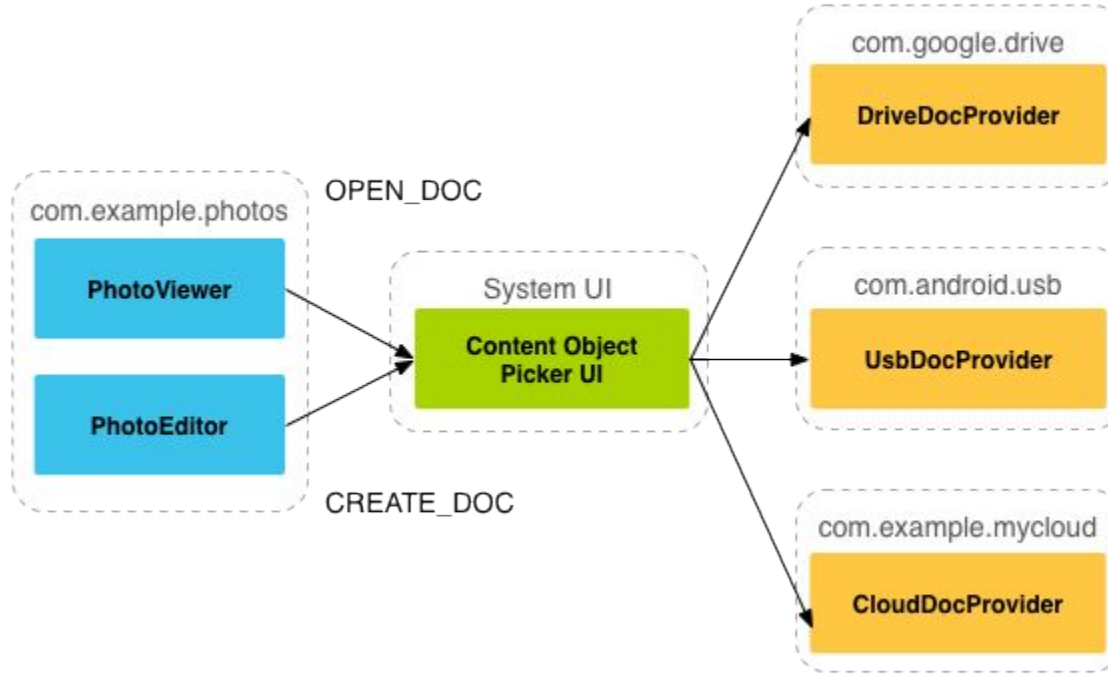 com.example.photos
PhotoViewer
PhotoEditor
OPEN_DOC
CREATE_DOC
System UI
Content Object
Picker UI
com.google.drive
DriveDocProvider
com.android.usb
UsbDocProvider
com.example.mycloud
CloudDocProvider